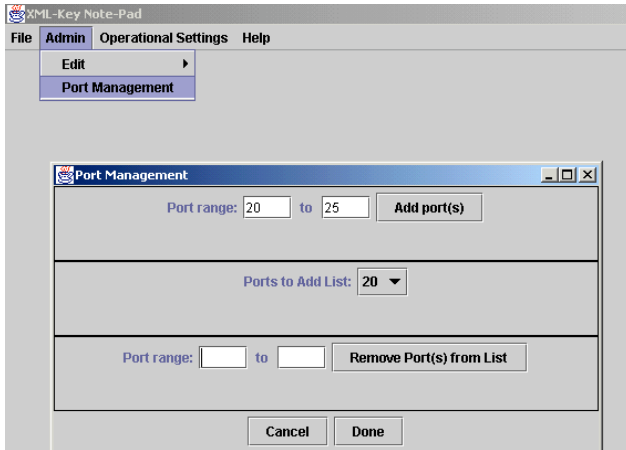 XML-Key Note-Pad
File Admin Operational Settings Help
Edit
Port Management
Port Management
Port range: 20 to 25 Add port(s)
Ports to Add List: 20
Port range: to Remove Port(s) from List
Cancel Done